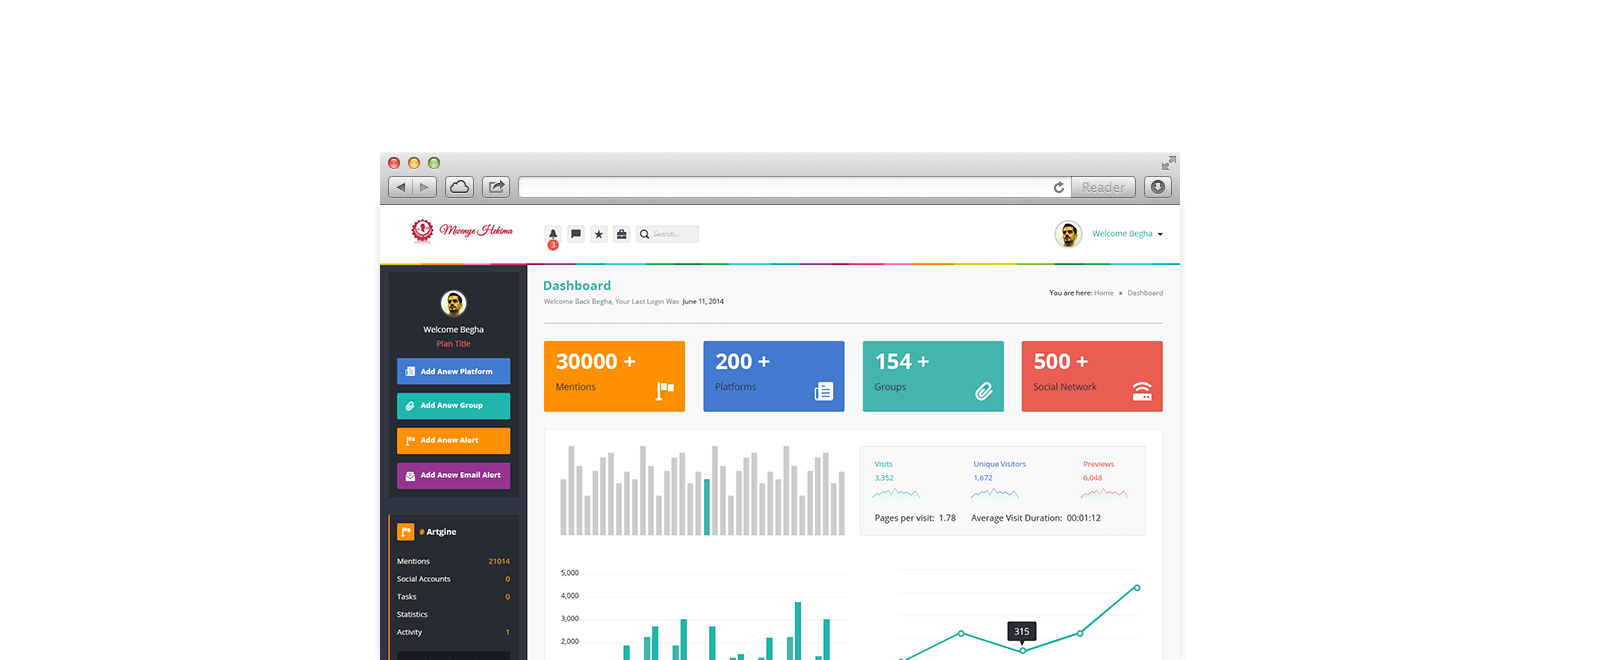 Reader
Mwenye Hekima
3
Search...
Welcome Begha
Dashboard
Welcome Back Begha, Your Last Login Was June 11, 2014
You are here: Home Dashboard
Welcome Begha
Plan Title
Add Anew Platform
Add Anew Group
Add Anew Alert
Add Anew Email Alert
# Artgine
Mentions 21014
Social Accounts 0
Tasks 0
Statistics
Activity 1
30000 +
Mentions
200 +
Platforms
154 +
Groups
500 +
Social Network
Visits
3,352
Unique Visitors
1,672
Previews
6,048
Pages per visit: 1.78 Average Visit Duration: 00:01:12
5,000
4,000
3,000
2,000
315